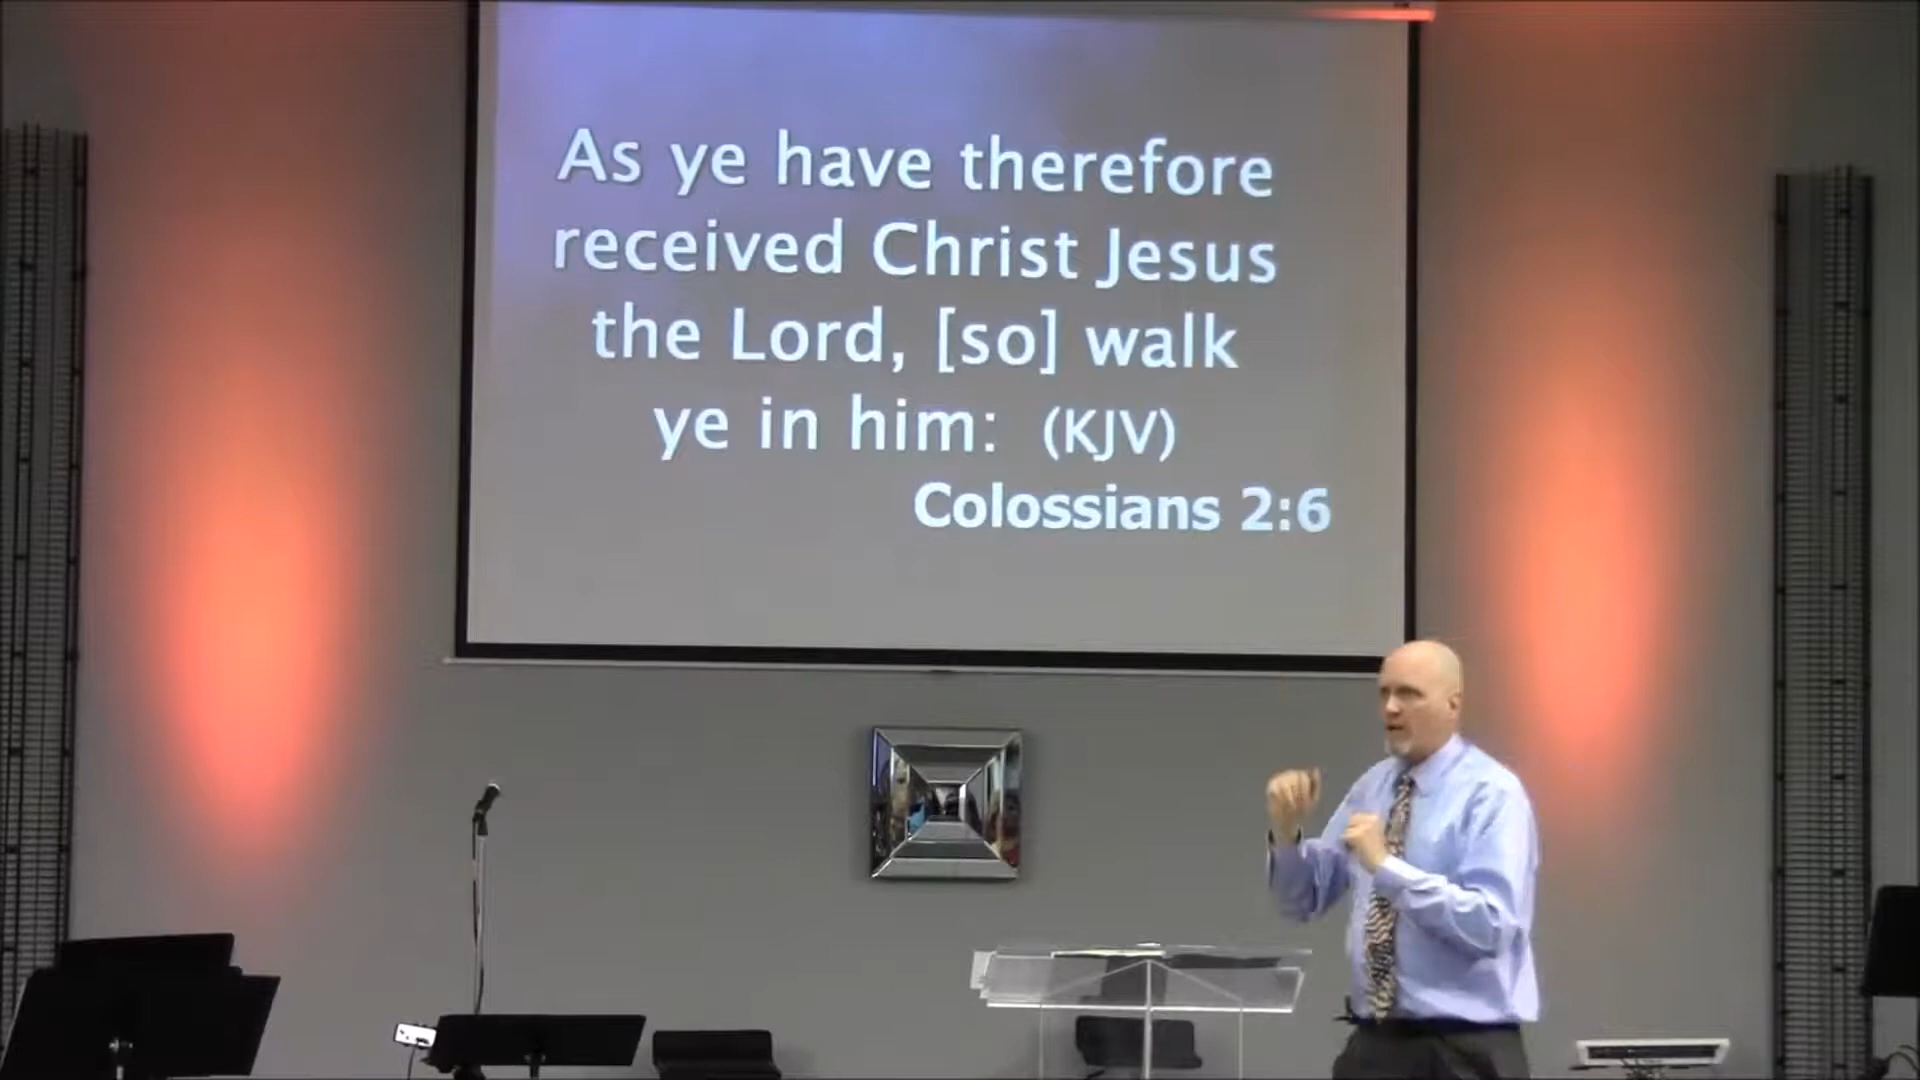 As ye have therefore
received Christ Jesus
the Lord, [so] walk
ye in him: (KJV)
Colossians 2:6